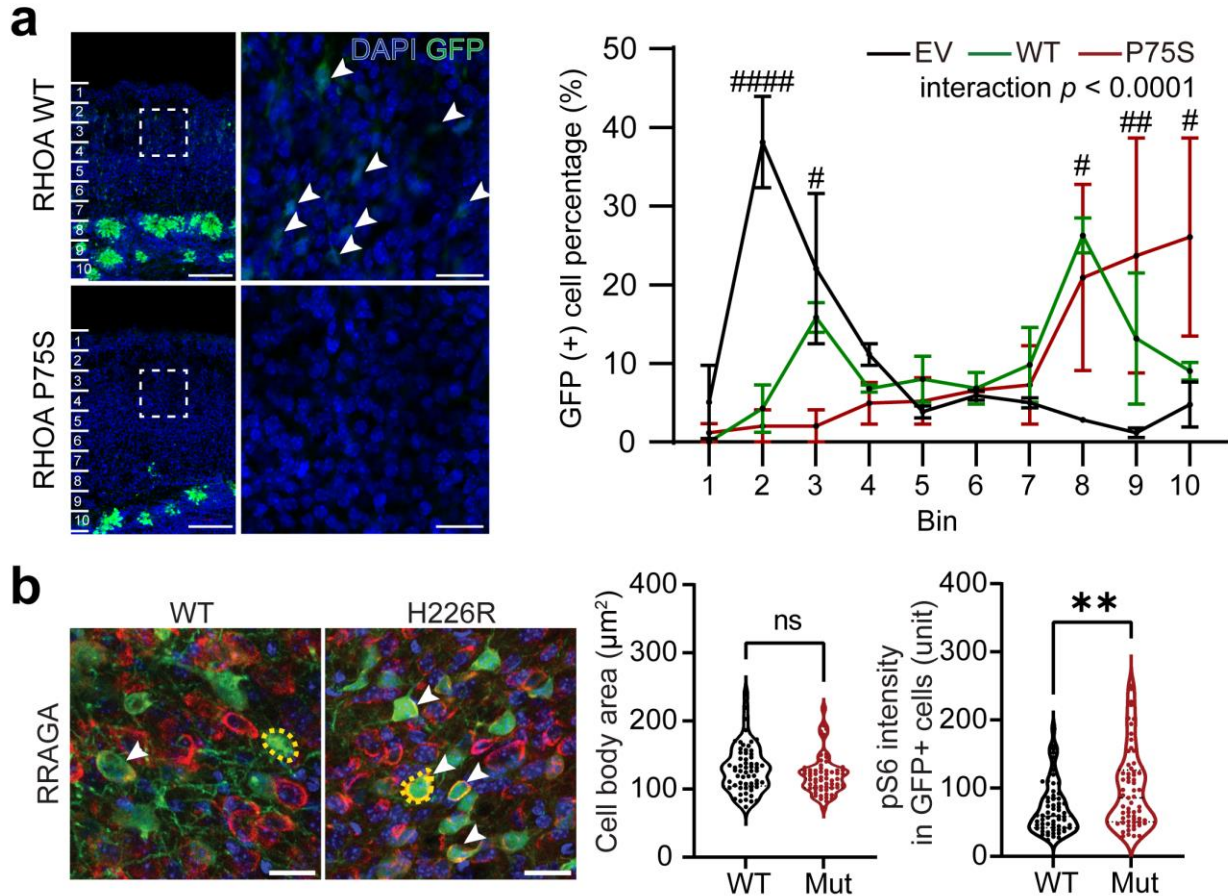 a
RHOA WT
RHOA P75S
DAPI GFP
1
2
3
4
5
6
7
8
9
10
1
2
3
4
5
6
7
8
9
10
GFP (+) cell percentage (%)
50
40
30
20
10
0
EV WT P75S
interaction p < 0.0001
####
#
#
##
#
1 2 3 4 5 6 7 8 9 10
Bin
b
WT H226R
RRAGA
Cell body area (µm²)
400
300
200
100
0
ns
WT Mut
pS6 intensity
in GFP+ cells (unit)
400
300
200
100
0
**
WT Mut